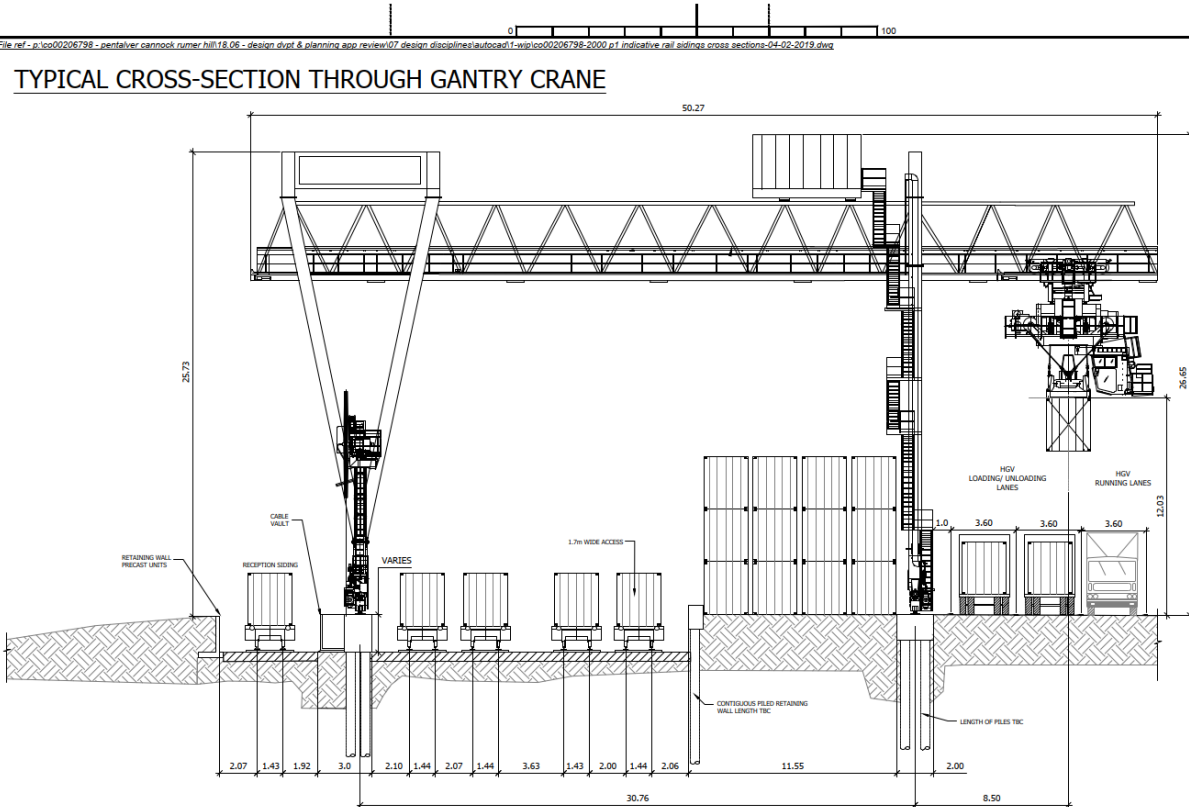 0
100
File ref - p:\co00206798 - pentalver cannock rumer hill\18.06 - design dvpt & planning app review\07 design disciplines\autocad\1-wip\co00206798-2000 p1 indicative rail sidings cross sections-04-02-2019.dwg
TYPICAL CROSS-SECTION THROUGH GANTRY CRANE
50.27
25.73
26.65
HGV
LOADING/ UNLOADING
LANES
HGV
RUNNING LANES
12.03
CABLE
VAULT
1.0
3.60
3.60
3.60
1.7m WIDE ACCESS
RETAINING WALL
PRECAST UNITS
RECEPTION SIDING
VARIES
CONTIGUOUS PILED RETAINING
WALL LENGTH TBC
LENGTH OF PILES TBC
2.07
1.43
1.92
3.0
2.10
1.44
2.07
1.44
3.63
1.43
2.00
1.44
2.06
11.55
2.00
30.76
8.50